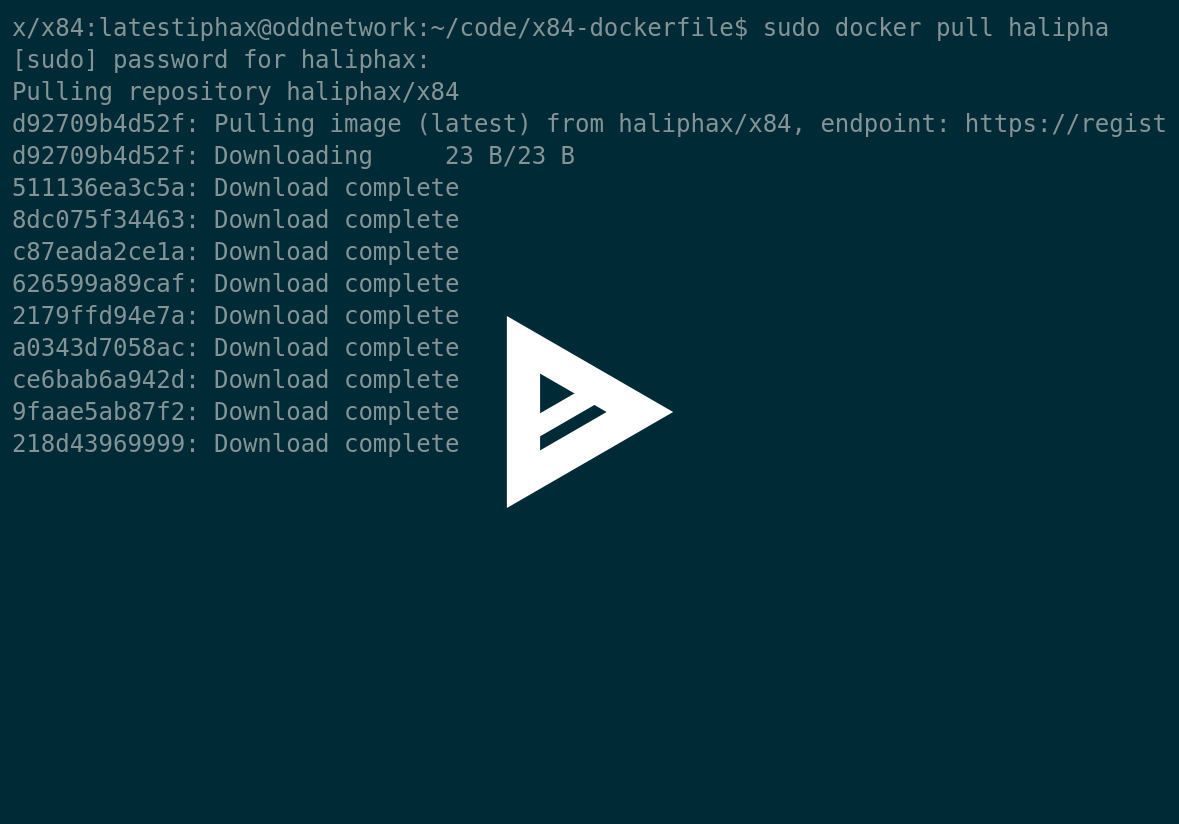 x/x84:latestiphax@oddnetwork:~/code/x84-dockerfile$ sudo docker pull halipha
[sudo] password for haliphax:
Pulling repository haliphax/x84
d92709b4d52f: Pulling image (latest) from haliphax/x84, endpoint: https://regist
d92709b4d52f: Downloading     23 B/23 B
511136ea3c5a: Download complete
8dc075f34463: Download complete
c87eada2ce1a: Download complete
626599a89caf: Download complete
2179ffd94e7a: Download complete
a0343d7058ac: Download complete
ce6bab6a942d: Download complete
9faae5ab87f2: Download complete
218d43969999: Download complete